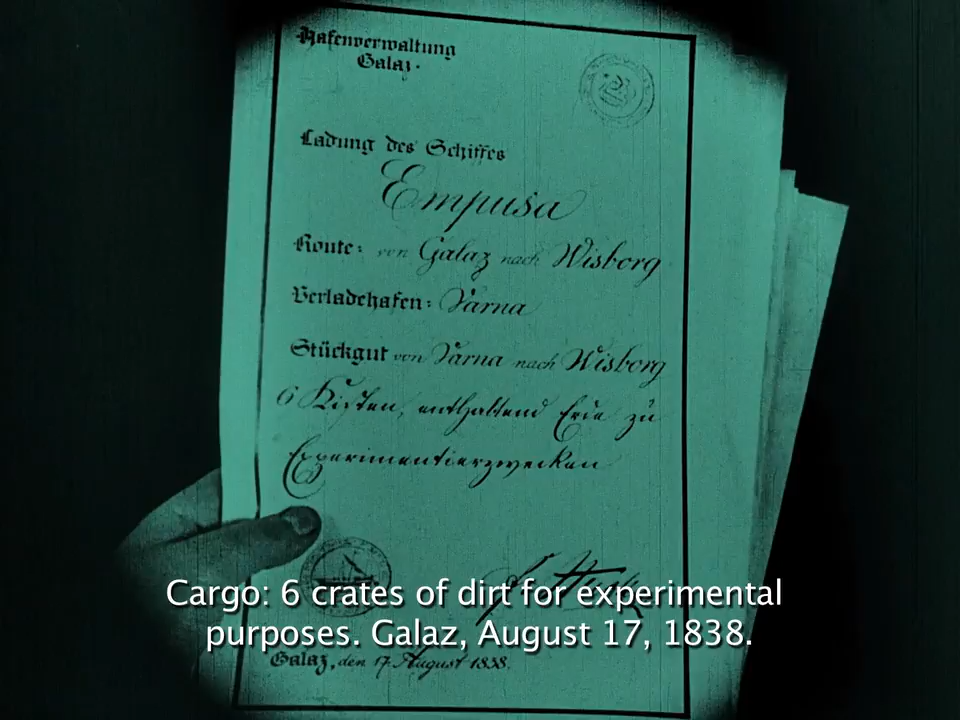 Hafenverwaltung
Galaz.
Ladung des Schiffes
Empusa
Route: von Galaz nach Wisborg
Verladehafen: Varna
Stückgut von Varna nach Wisborg
6 Kisten, enthaltend Erde zu
Experimentierzwecken
Cargo: 6 crates of dirt for experimental
purposes. Galaz, August 17, 1838.
Galaz, den 17. August 1838.